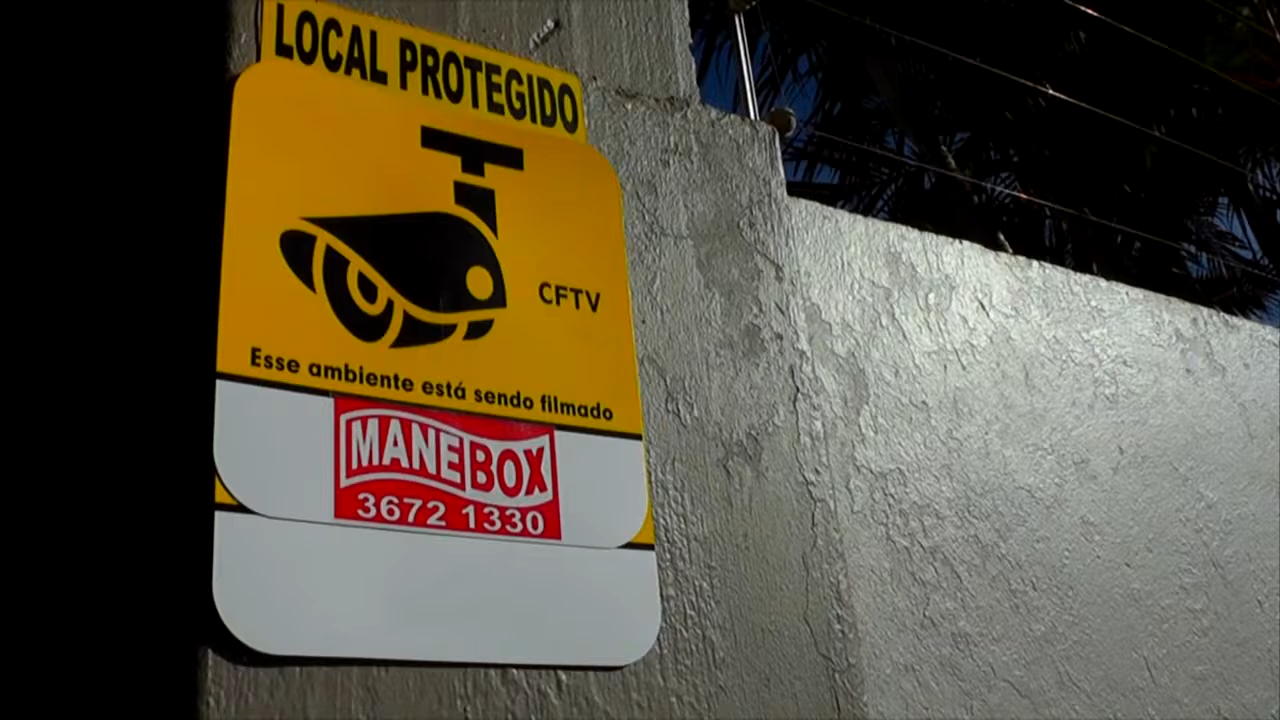 LOCAL PROTEGIDO
CFTV
Esse ambiente está sendo filmado
MANEBOX
3672 1330